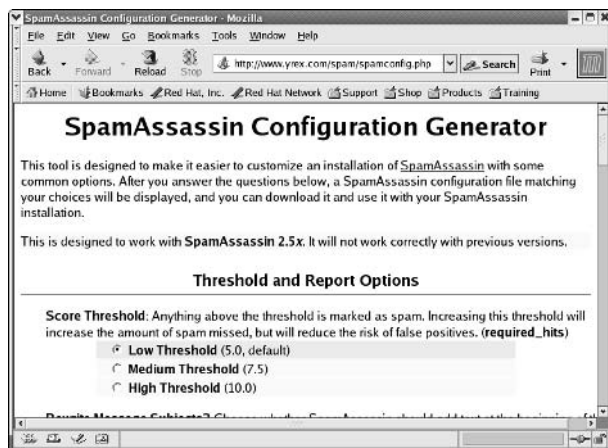 SpamAssassin Configuration Generator - Mozilla
File Edit View Go Bookmarks Tools Window Help
Back Forward Reload Stop http://www.yrex.com/spam/spamconfig.php Search Print
Home Bookmarks Red Hat, Inc. Red Hat Network Support Shop Products Training
SpamAssassin Configuration Generator
This tool is designed to make it easier to customize an installation of SpamAssassin with some
common options. After you answer the questions below, a SpamAssassin configuration file matching
your choices will be displayed, and you can download it and use it with your SpamAssassin
installation.
This is designed to work with SpamAssassin 2.5x. It will not work correctly with previous versions.
Threshold and Report Options
Score Threshold: Anything above the threshold is marked as spam. Increasing this threshold will
increase the amount of spam missed, but will reduce the risk of false positives. (required_hits)
Low Threshold (5.0, default)
Medium Threshold (7.5)
High Threshold (10.0)